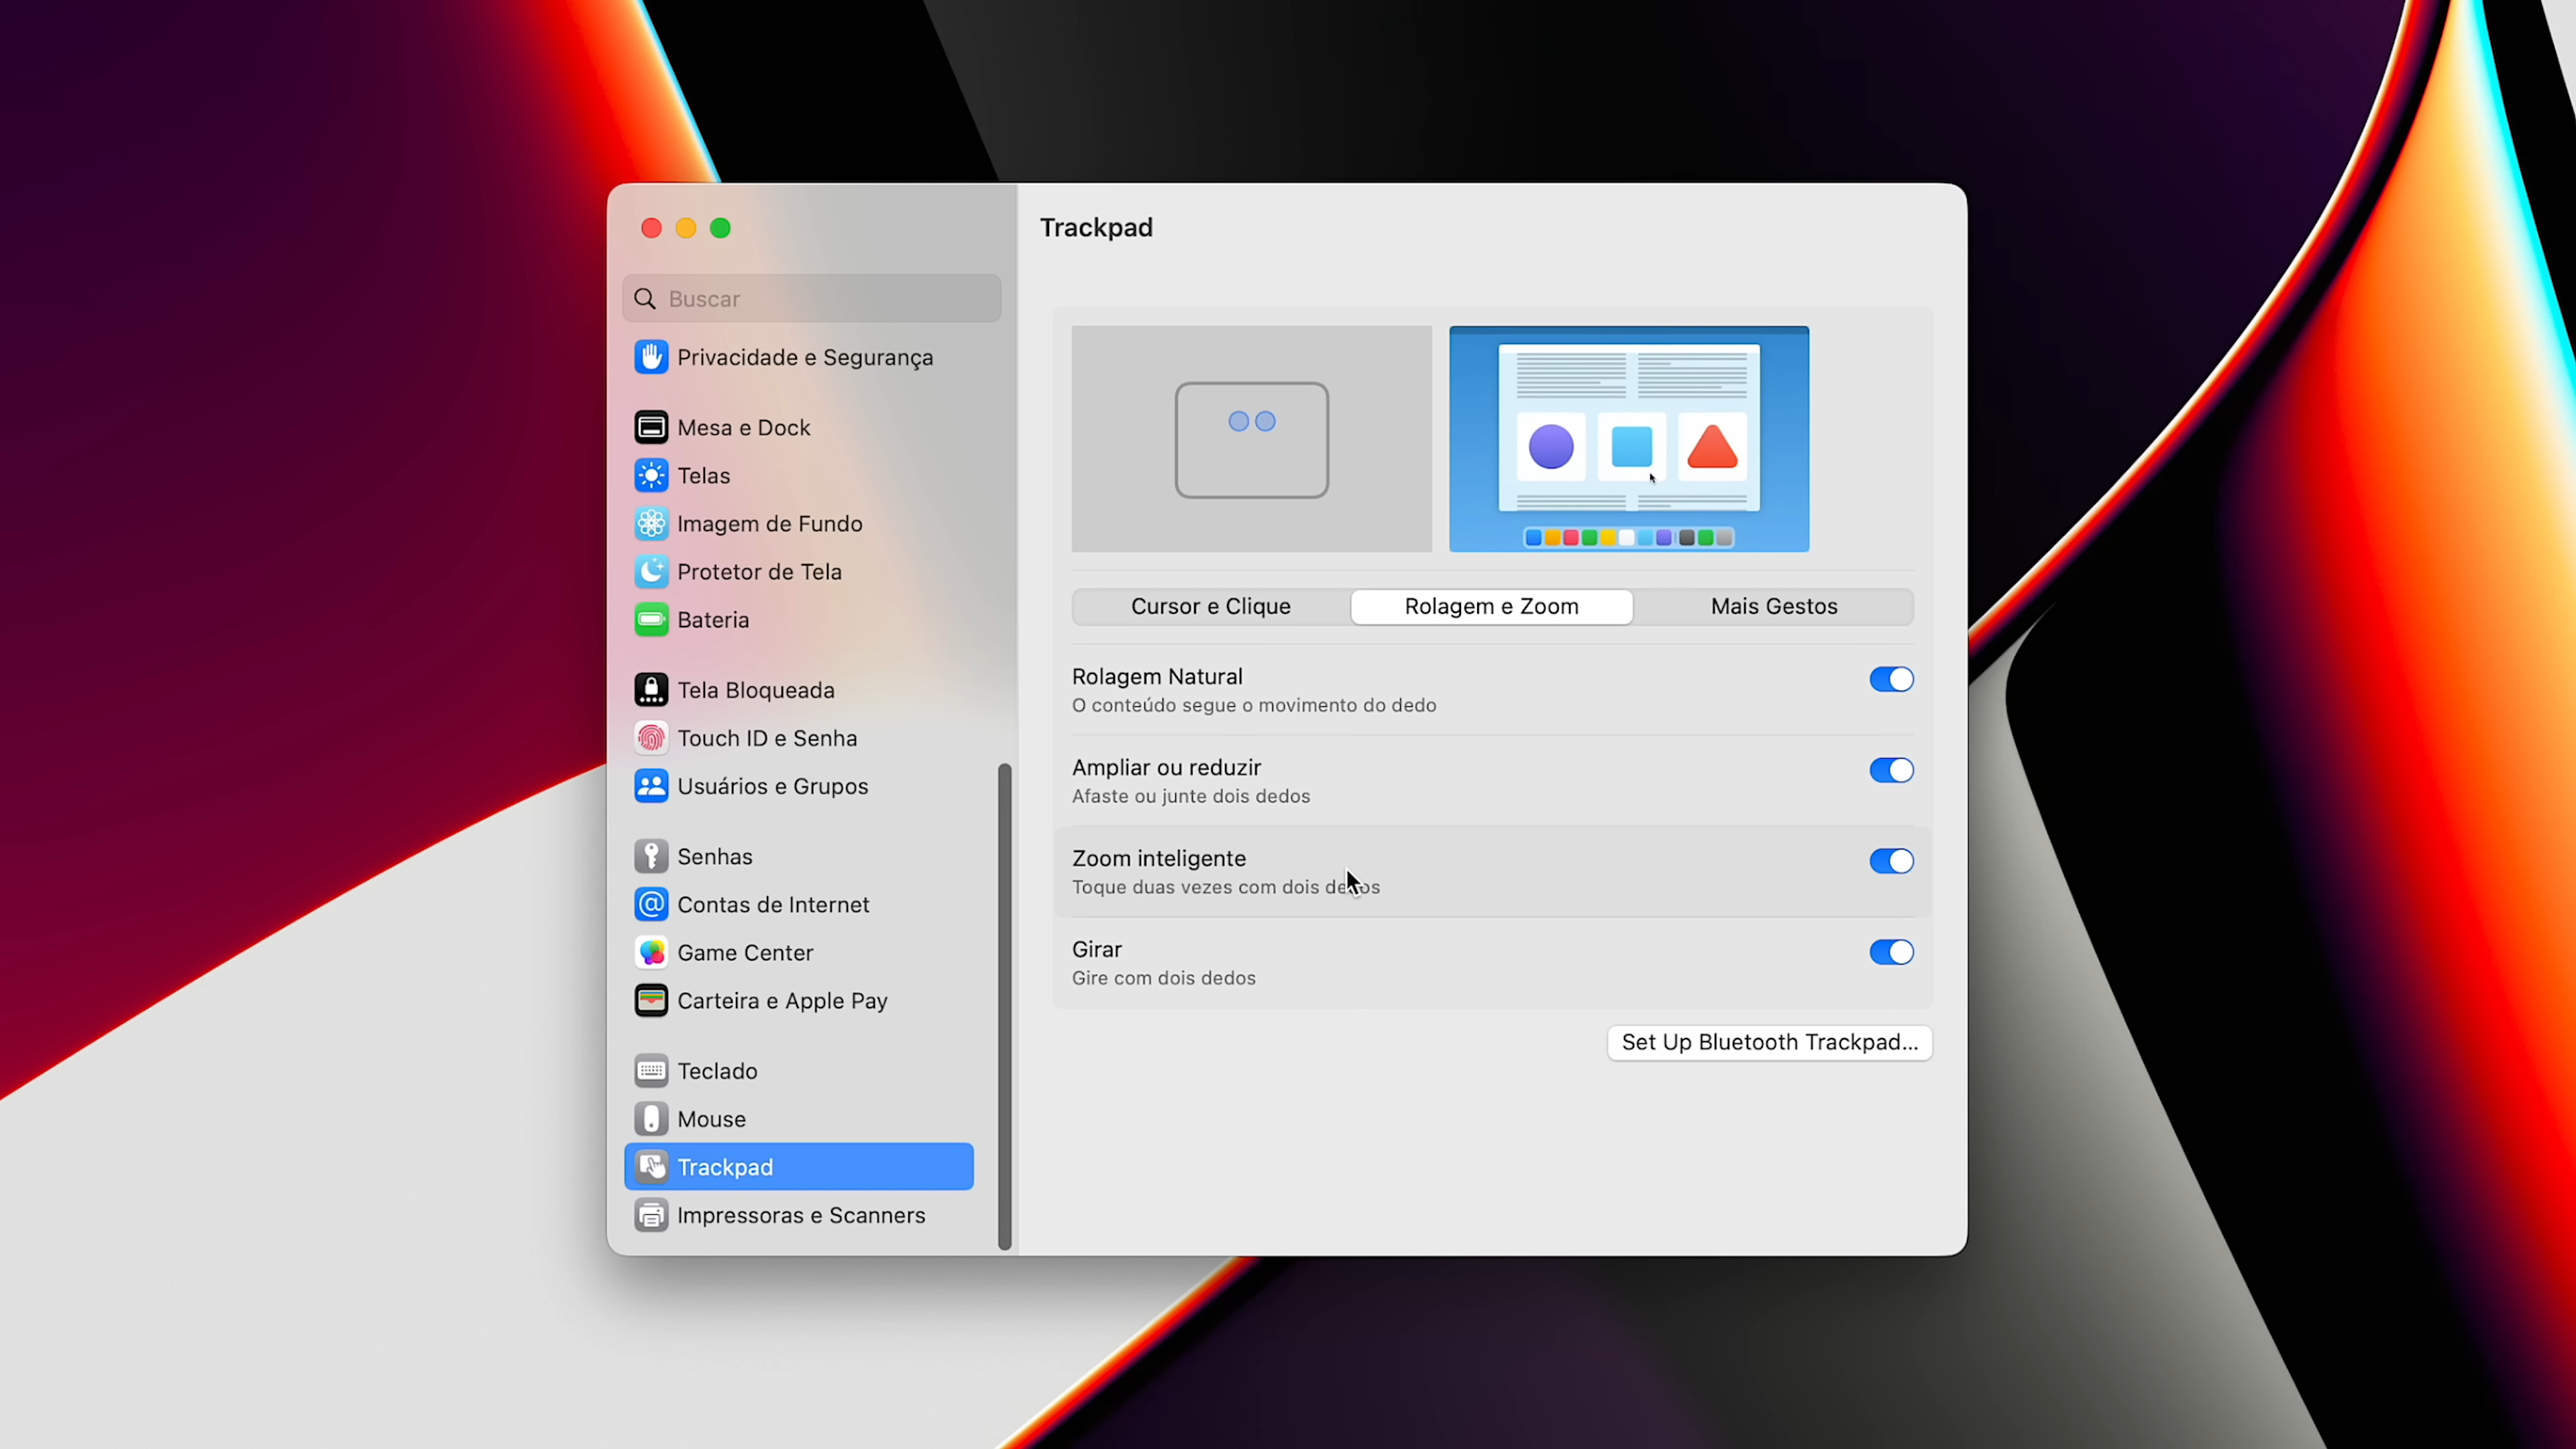 Trackpad
Buscar
Privacidade e Segurança
Mesa e Dock
Telas
Imagem de Fundo
Protetor de Tela
Bateria
Tela Bloqueada
Touch ID e Senha
Usuários e Grupos
Senhas
Contas de Internet
Game Center
Carteira e Apple Pay
Teclado
Mouse
Trackpad
Impressoras e Scanners
Cursor e Clique
Rolagem e Zoom
Mais Gestos
Rolagem Natural
O conteúdo segue o movimento do dedo
Ampliar ou reduzir
Afaste ou junte dois dedos
Zoom inteligente
Toque duas vezes com dois dedos
Girar
Gire com dois dedos
Set Up Bluetooth Trackpad...